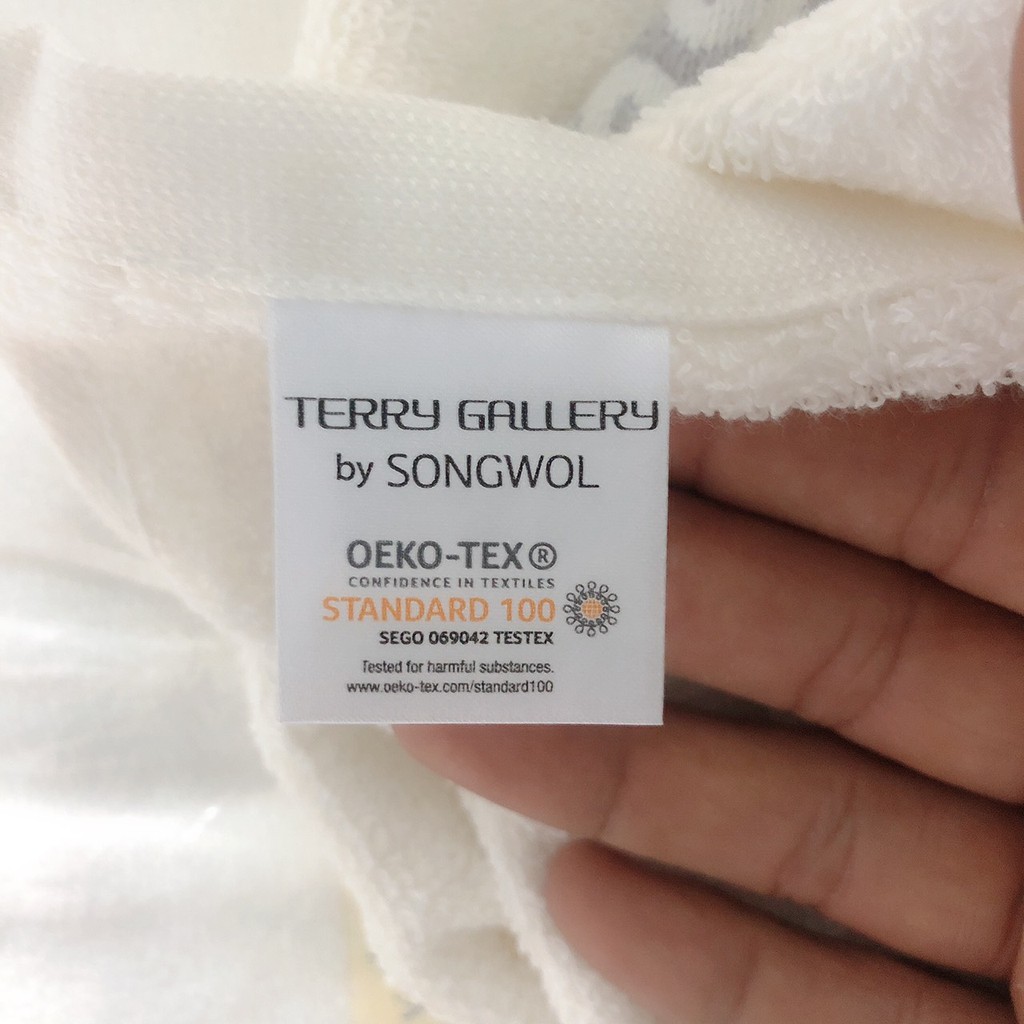 TERRY GALLERY
by SONGWOL
OEKO-TEX®
CONFIDENCE IN TEXTILES
STANDARD 100
SEGO 069042 TESTEX
Tested for harmful substances.
www.oeko-tex.com/standard100